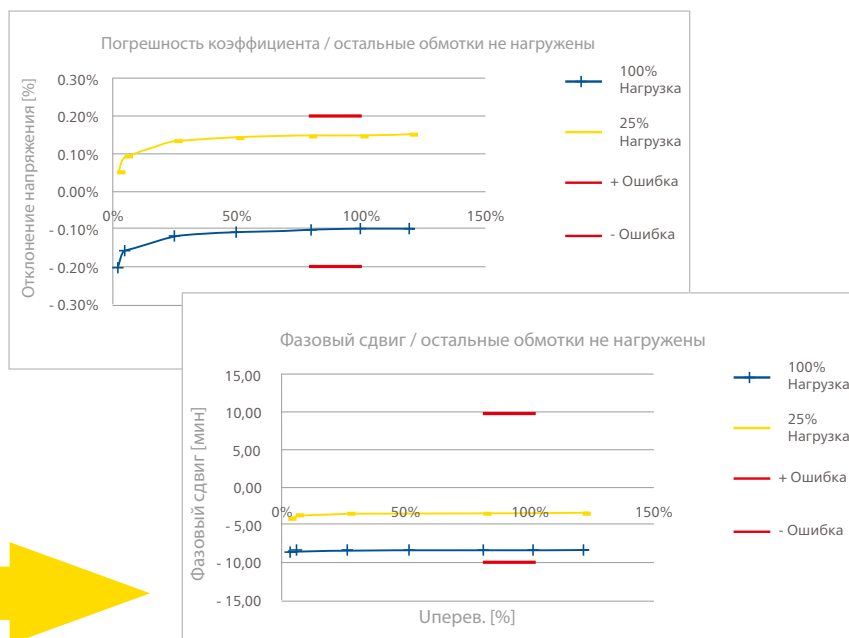 Погрешность коэффициента / остальные обмотки не нагружены
Отклонение напряжения [%]
0.30%
0.20%
0.10%
0.00%
- 0.10%
- 0.20%
- 0.30%
0%
50%
100%
150%
100%
Нагрузка
25%
Нагрузка
+ Ошибка
- Ошибка
Фазовый сдвиг / остальные обмотки не нагружены
Фазовый сдвиг [мин]
15,00
10,00
5,00
0,00
- 5,00
- 10,00
- 15,00
0%
50%
100%
150%
Uперев. [%]
100%
Нагрузка
25%
Нагрузка
+ Ошибка
- Ошибка